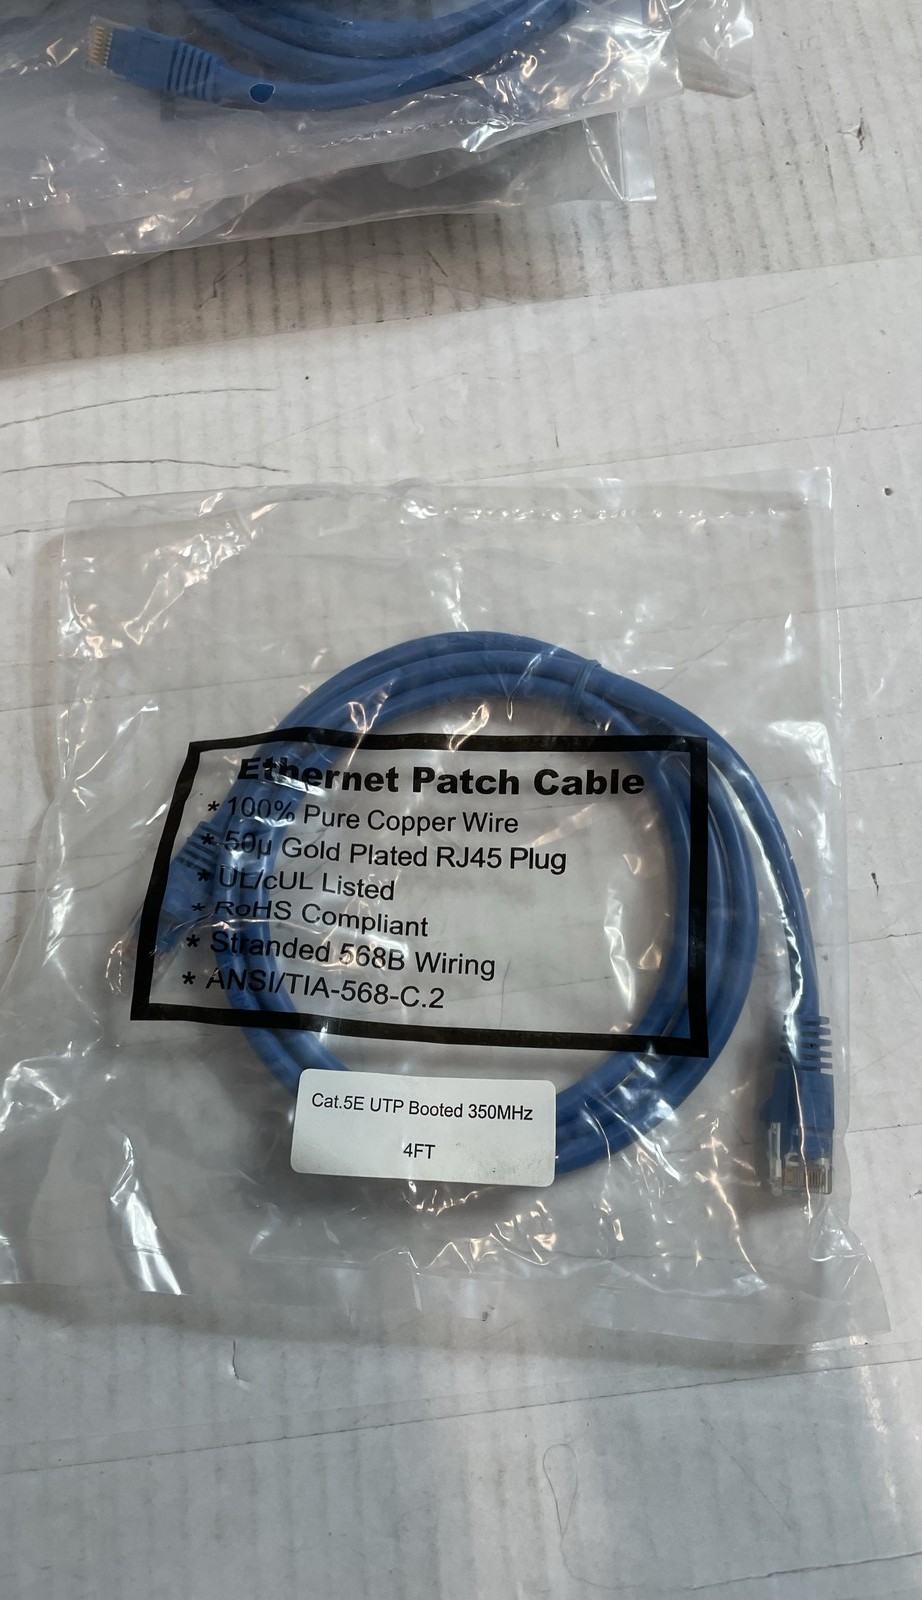 Ethernet Patch Cable
* 100% Pure Copper Wire
* 50μ Gold Plated RJ45 Plug
* UL/cUL Listed
* RoHS Compliant
* Stranded 568B Wiring
* ANSI/TIA-568-C.2
Cat.5E UTP Booted 350MHz
4FT